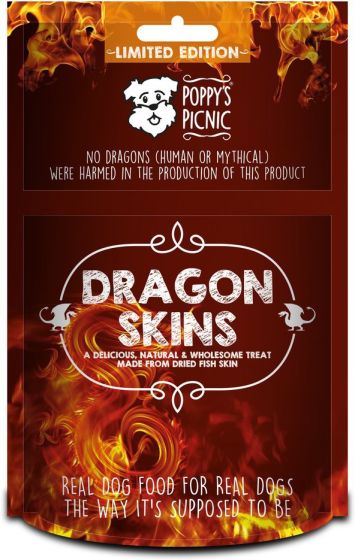 LIMITED EDITION
POPPY'S
PICNIC
NO DRAGONS (HUMAN OR MYTHICAL)
WERE HARMED IN THE PRODUCTION OF THIS PRODUCT
DRAGON
SKINS
A DELICIOUS, NATURAL & WHOLESOME TREAT
MADE FROM DRIED FISH SKIN
REAL DOG FOOD FOR REAL DOGS
THE WAY IT'S SUPPOSED TO BE